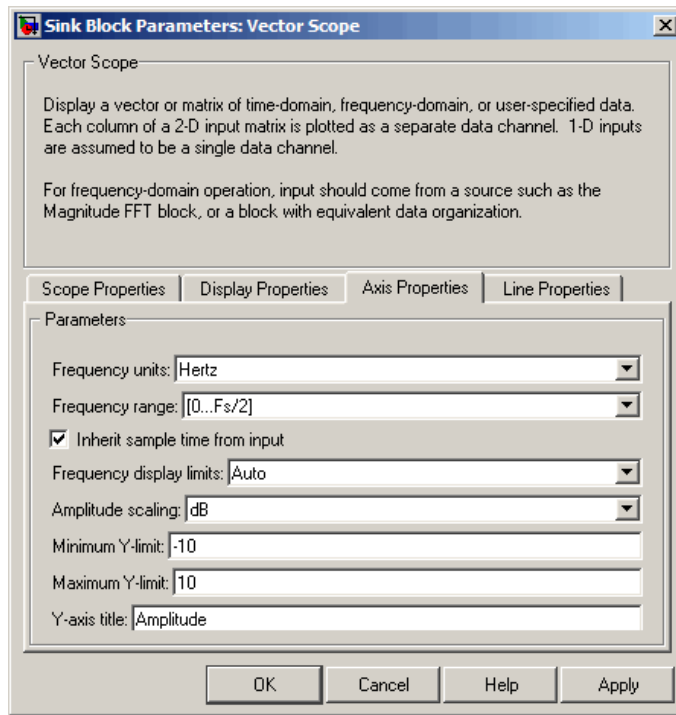 Sink Block Parameters: Vector Scope
Vector Scope
Display a vector or matrix of time-domain, frequency-domain, or user-specified data.
Each column of a 2-D input matrix is plotted as a separate data channel. 1-D inputs
are assumed to be a single data channel.
For frequency-domain operation, input should come from a source such as the
Magnitude FFT block, or a block with equivalent data organization.
Scope Properties Display Properties Axis Properties Line Properties
Parameters
Frequency units: Hertz
Frequency range: [0...Fs/2]
Inherit sample time from input
Frequency display limits: Auto
Amplitude scaling: dB
Minimum Y-limit: -10
Maximum Y-limit: 10
Y-axis title: Amplitude
OK Cancel Help Apply